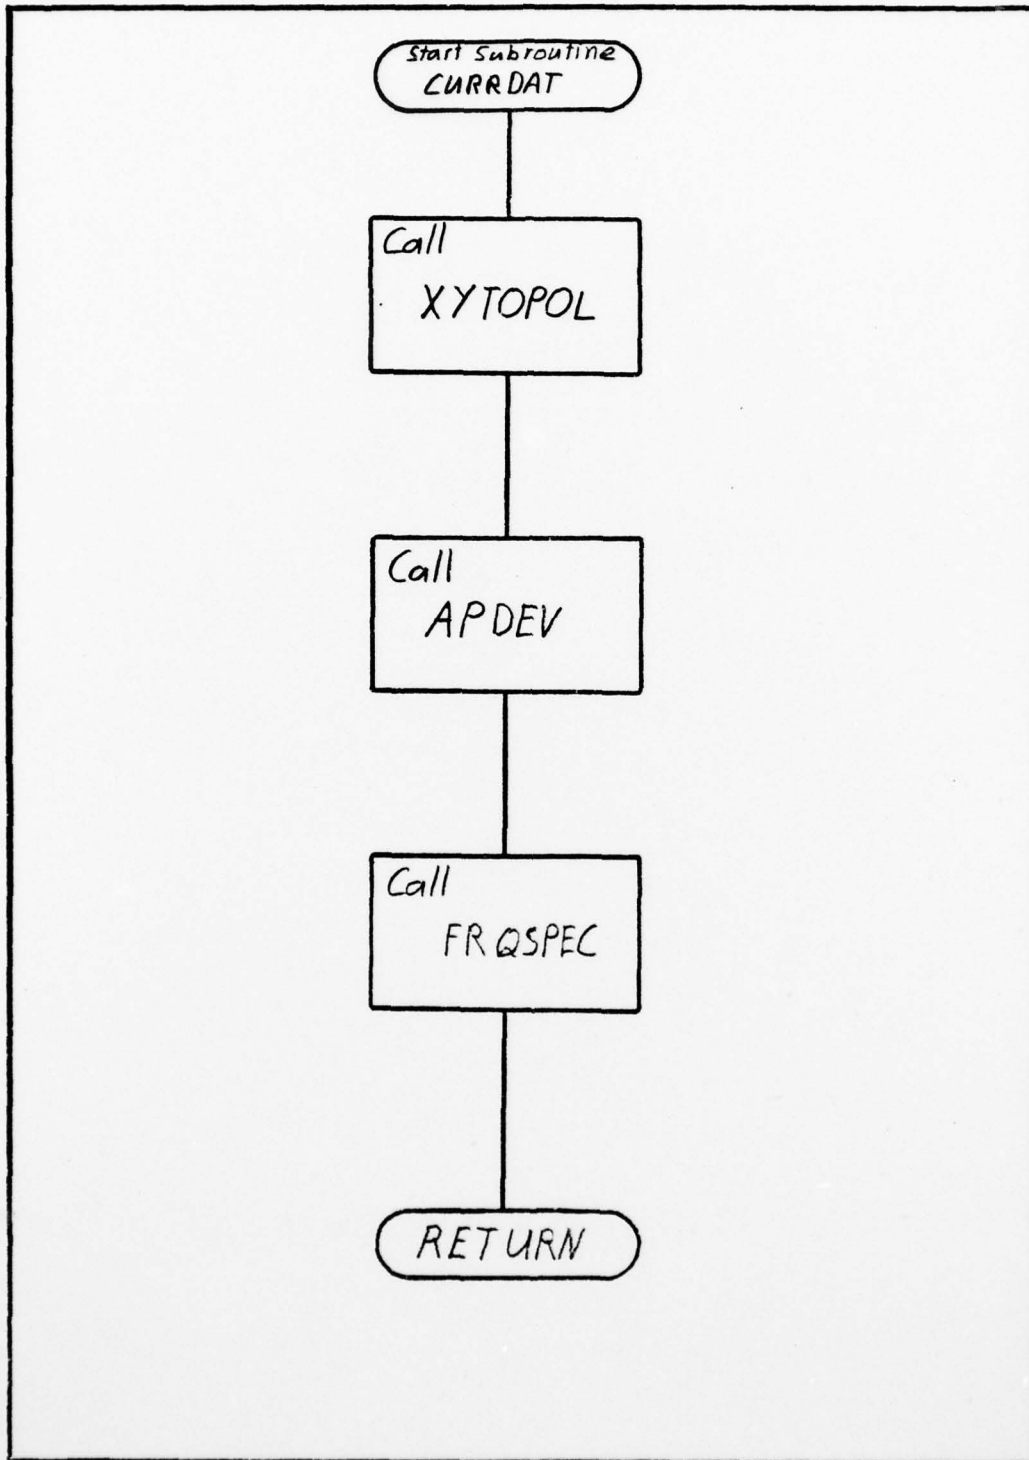 Start Subroutine
CURRDAT
Call
XYTOPOL
Call
APDEV
Call
FRQSPEC
RETURN